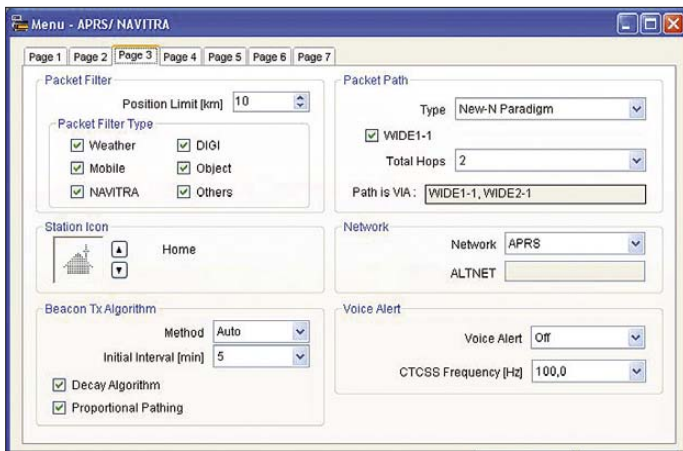 Menu - APRS/ NAVITRA
Page 1 Page 2 Page 3 Page 4 Page 5 Page 6 Page 7
Packet Filter
Position Limit [km] 10
Packet Filter Type
Weather DIGI
Mobile Object
NAVITRA Others
Packet Path
Type New-N Paradigm
WIDE1-1
Total Hops 2
Path is VIA : WIDE1-1, WIDE2-1
Station Icon
Home
Network
Network APRS
ALTNET
Beacon Tx Algorithm
Method Auto
Initial Interval [min] 5
Decay Algorithm
Proportional Pathing
Voice Alert
Voice Alert Off
CTCSS Frequency [Hz] 100,0